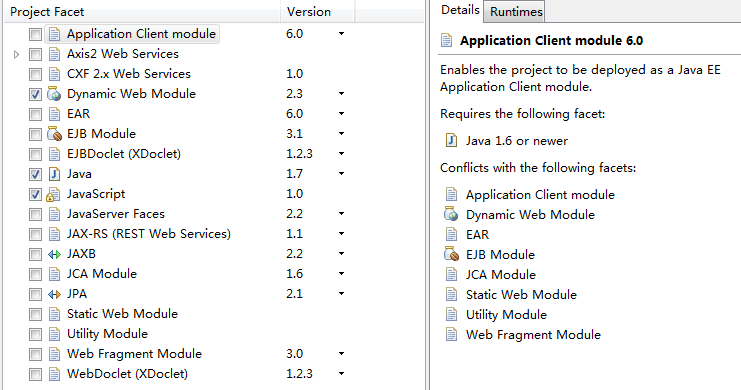 Project Facet Version
Application Client module 6.0
Axis2 Web Services
CXF 2.x Web Services 1.0
Dynamic Web Module 2.3
EAR 6.0
EJB Module 3.1
EJBDoclet (XDoclet) 1.2.3
Java 1.7
JavaScript 1.0
JavaServer Faces 2.2
JAX-RS (REST Web Services) 1.1
JAXB 2.2
JCA Module 1.6
JPA 2.1
Static Web Module
Utility Module
Web Fragment Module 3.0
WebDoclet (XDoclet) 1.2.3
Details Runtimes
Application Client module 6.0
Enables the project to be deployed as a Java EE
Application Client module.
Requires the following facet:
Java 1.6 or newer
Conflicts with the following facets:
Application Client module
Dynamic Web Module
EAR
EJB Module
JCA Module
Static Web Module
Utility Module
Web Fragment Module